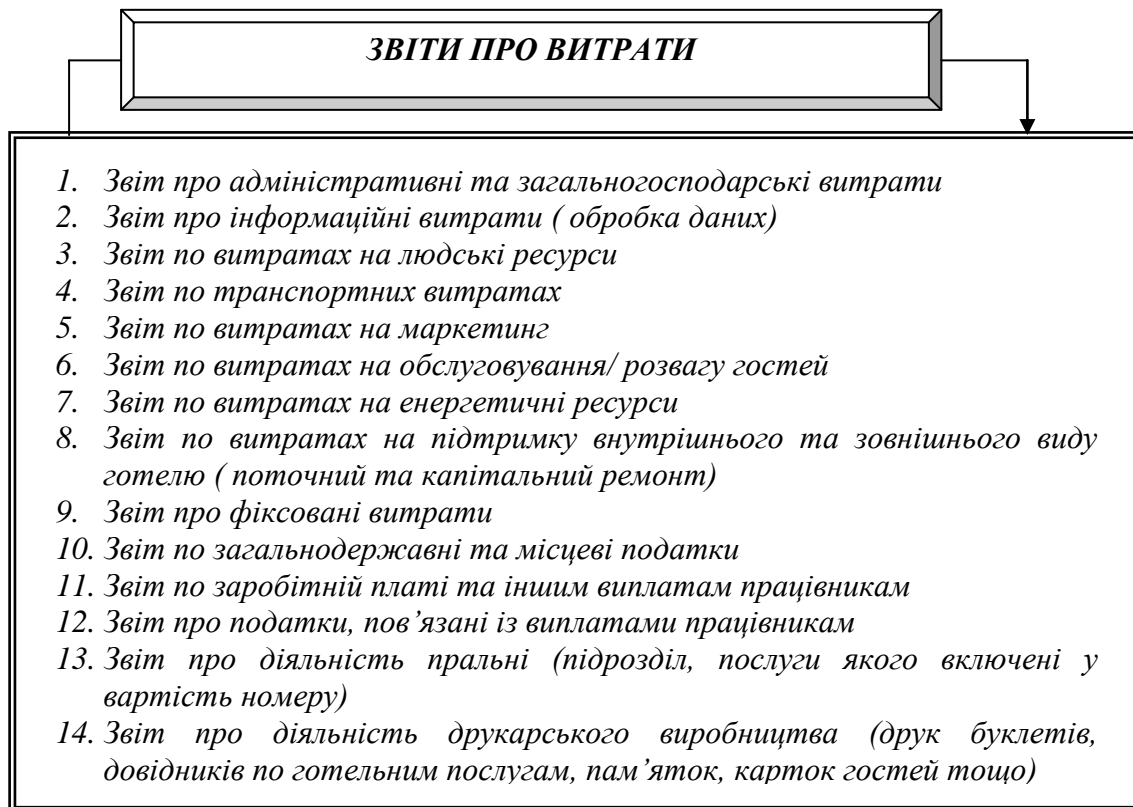 ЗВІТИ ПРО ВИТРАТИ
1. Звіт про адміністративні та загальногосподарські витрати
2. Звіт про інформаційні витрати ( обробка даних)
3. Звіт по витратах на людські ресурси
4. Звіт по транспортних витратах
5. Звіт по витратах на маркетинг
6. Звіт по витратах на обслуговування/ розвагу гостей
7. Звіт по витратах на енергетичні ресурси
8. Звіт по витратах на підтримку внутрішнього та зовнішнього виду
готелю ( поточний та капітальний ремонт)
9. Звіт про фіксовані витрати
10. Звіт по загальнодержавні та місцеві податки
11. Звіт по заробітній платі та іншим виплатам працівникам
12. Звіт про податки, пов’язані із виплатами працівникам
13. Звіт про діяльність пральні (підрозділ, послуги якого включені у
вартість номеру)
14. Звіт про діяльність друкарського виробництва (друк буклетів,
довідників по готельним послугам, пам’яток, карток гостей тощо)